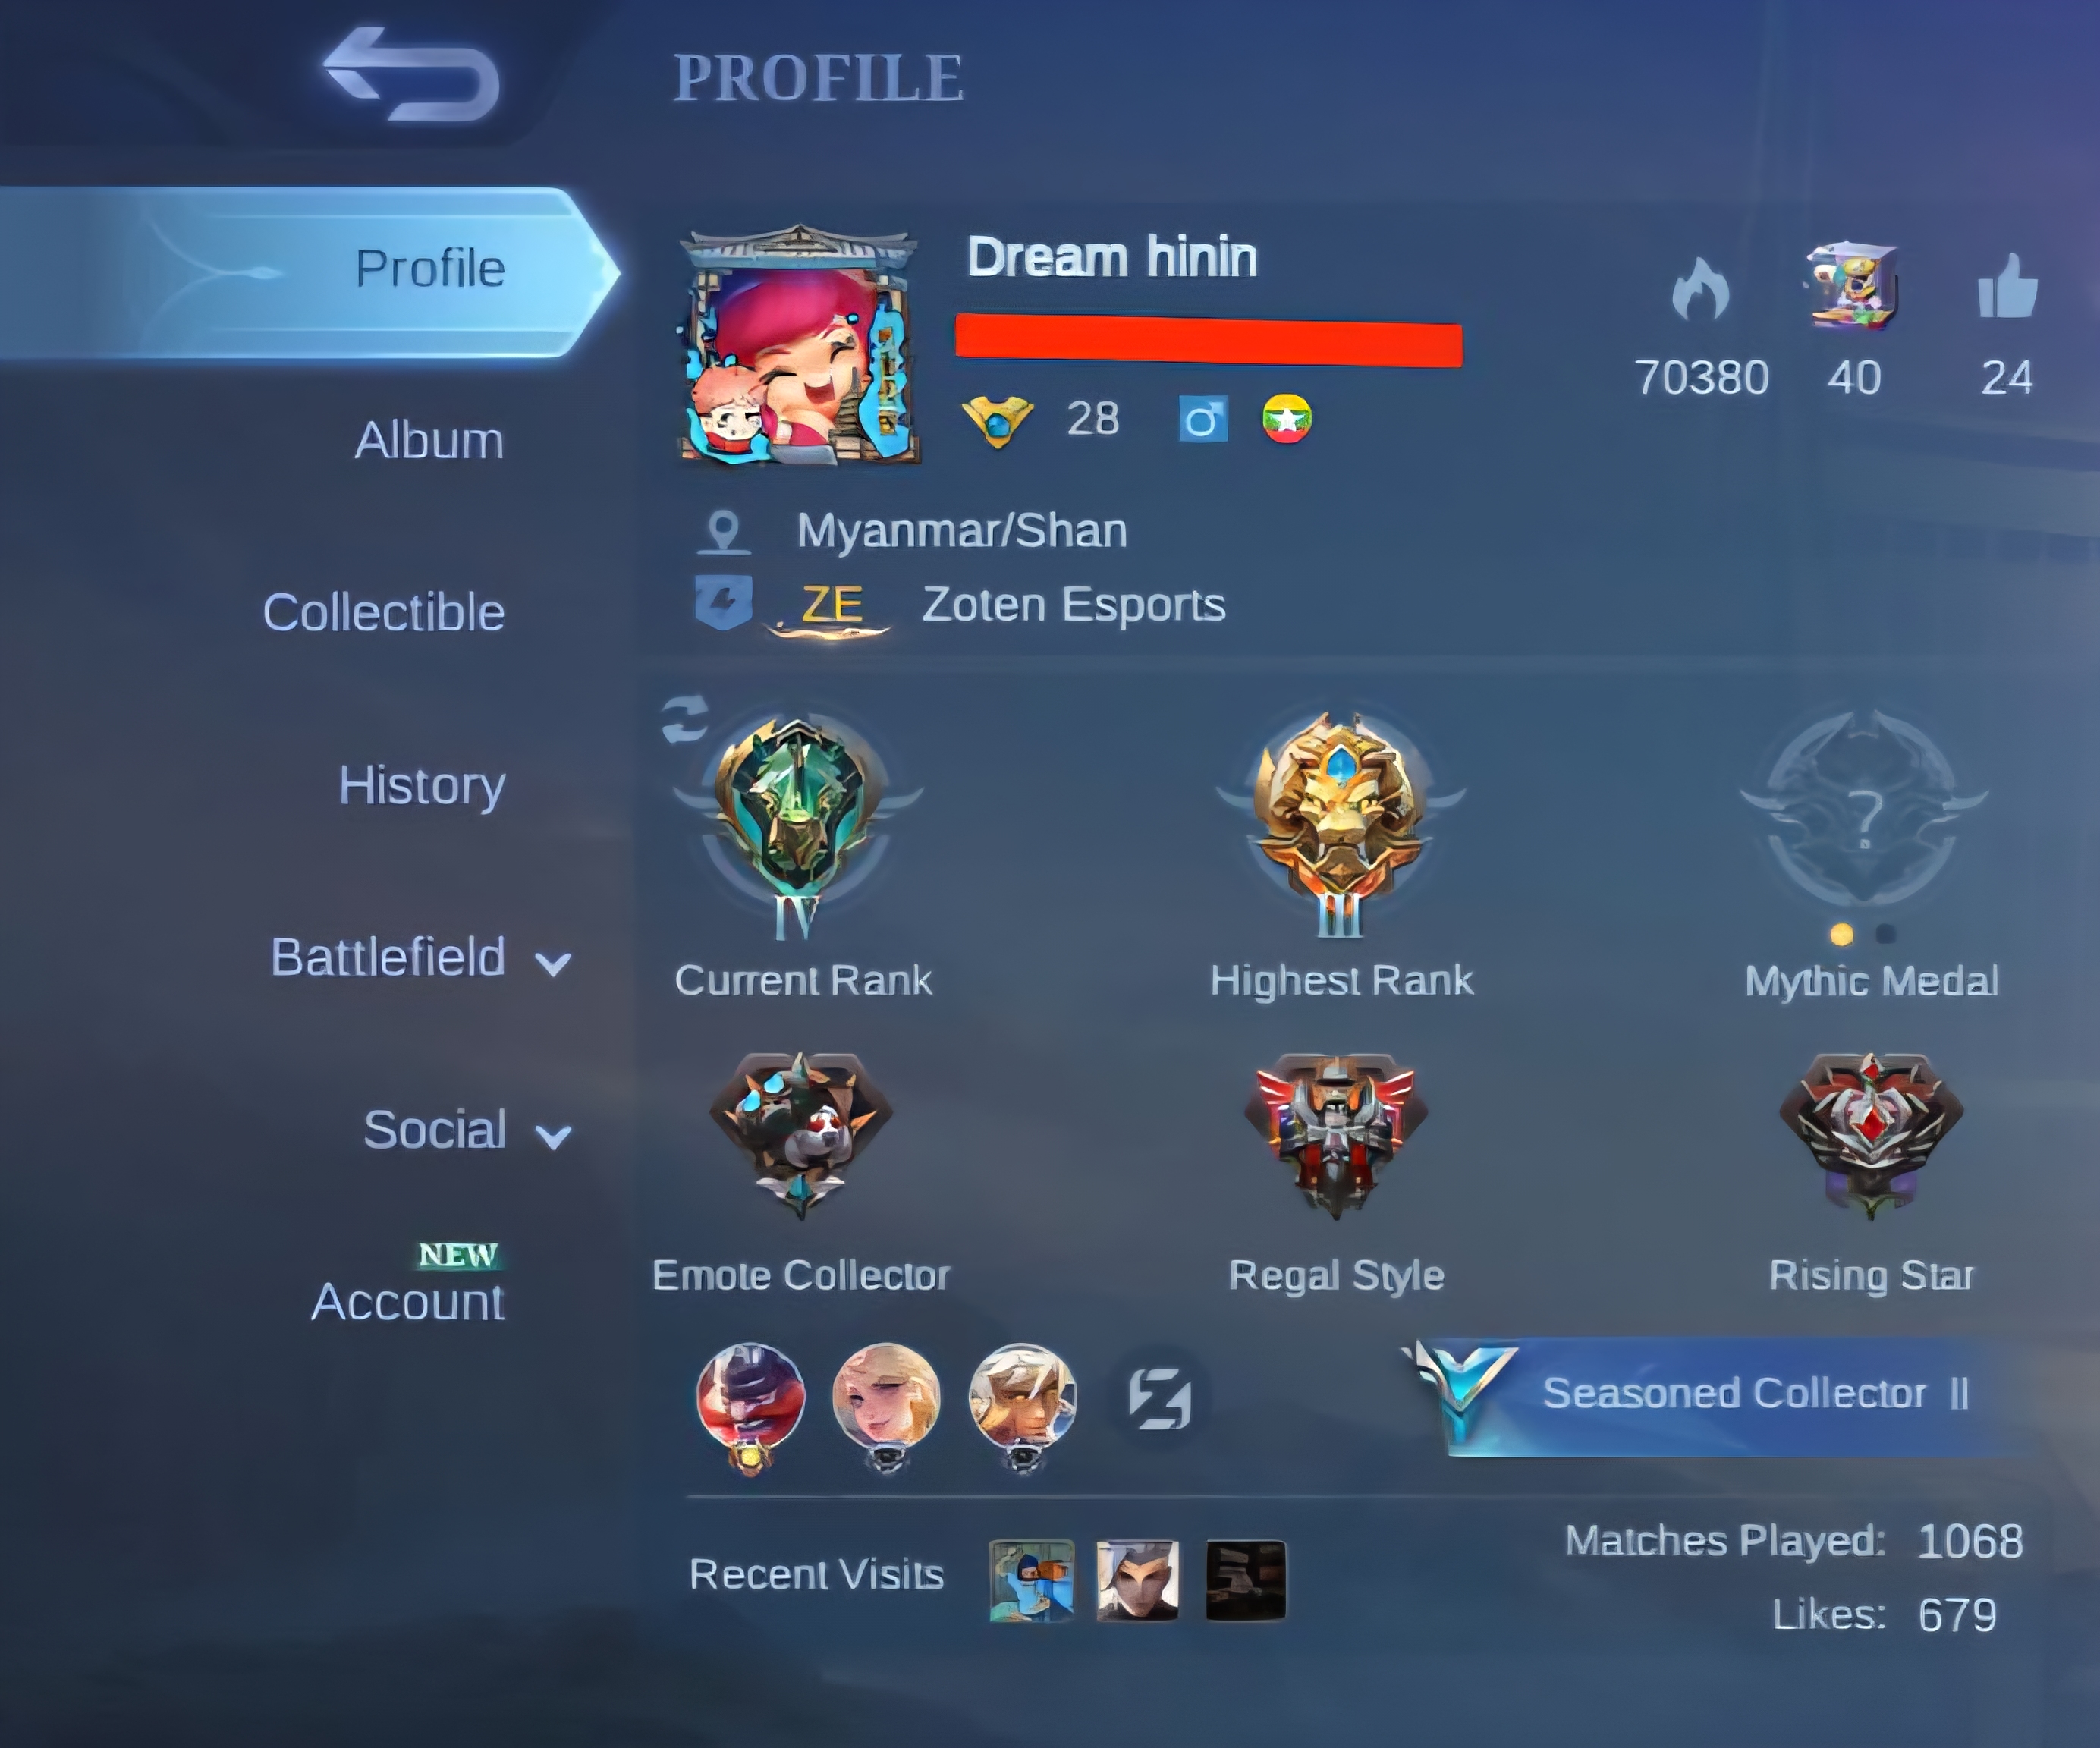 PROFILE
Profile
Album
Collectible
History
Battlefield
Social
NEW
Account
Dream hinin
70380
40
24
28
Myanmar/Shan
ZE Zoten Esports
IV
III
?
Current Rank
Highest Rank
Mythic Medal
Emote Collector
Regal Style
Rising Star
Seasoned Collector II
Recent Visits
Matches Played: 1068
Likes: 679